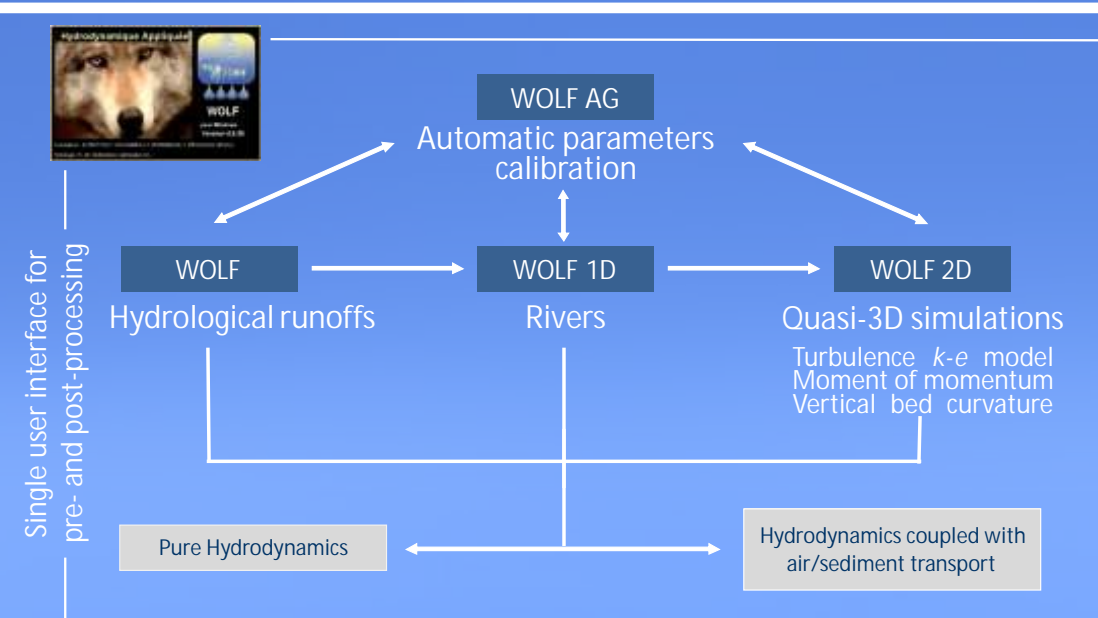 Hydrodynamique Appliquée
WOLF
WOLF AG
Automatic parameters
calibration
WOLF
WOLF 1D
WOLF 2D
Hydrological runoffs
Rivers
Quasi-3D simulations
Turbulence k-e model
Moment of momentum
Vertical bed curvature
Single user interface for
pre- and post-processing
Pure Hydrodynamics
Hydrodynamics coupled with
air/sediment transport